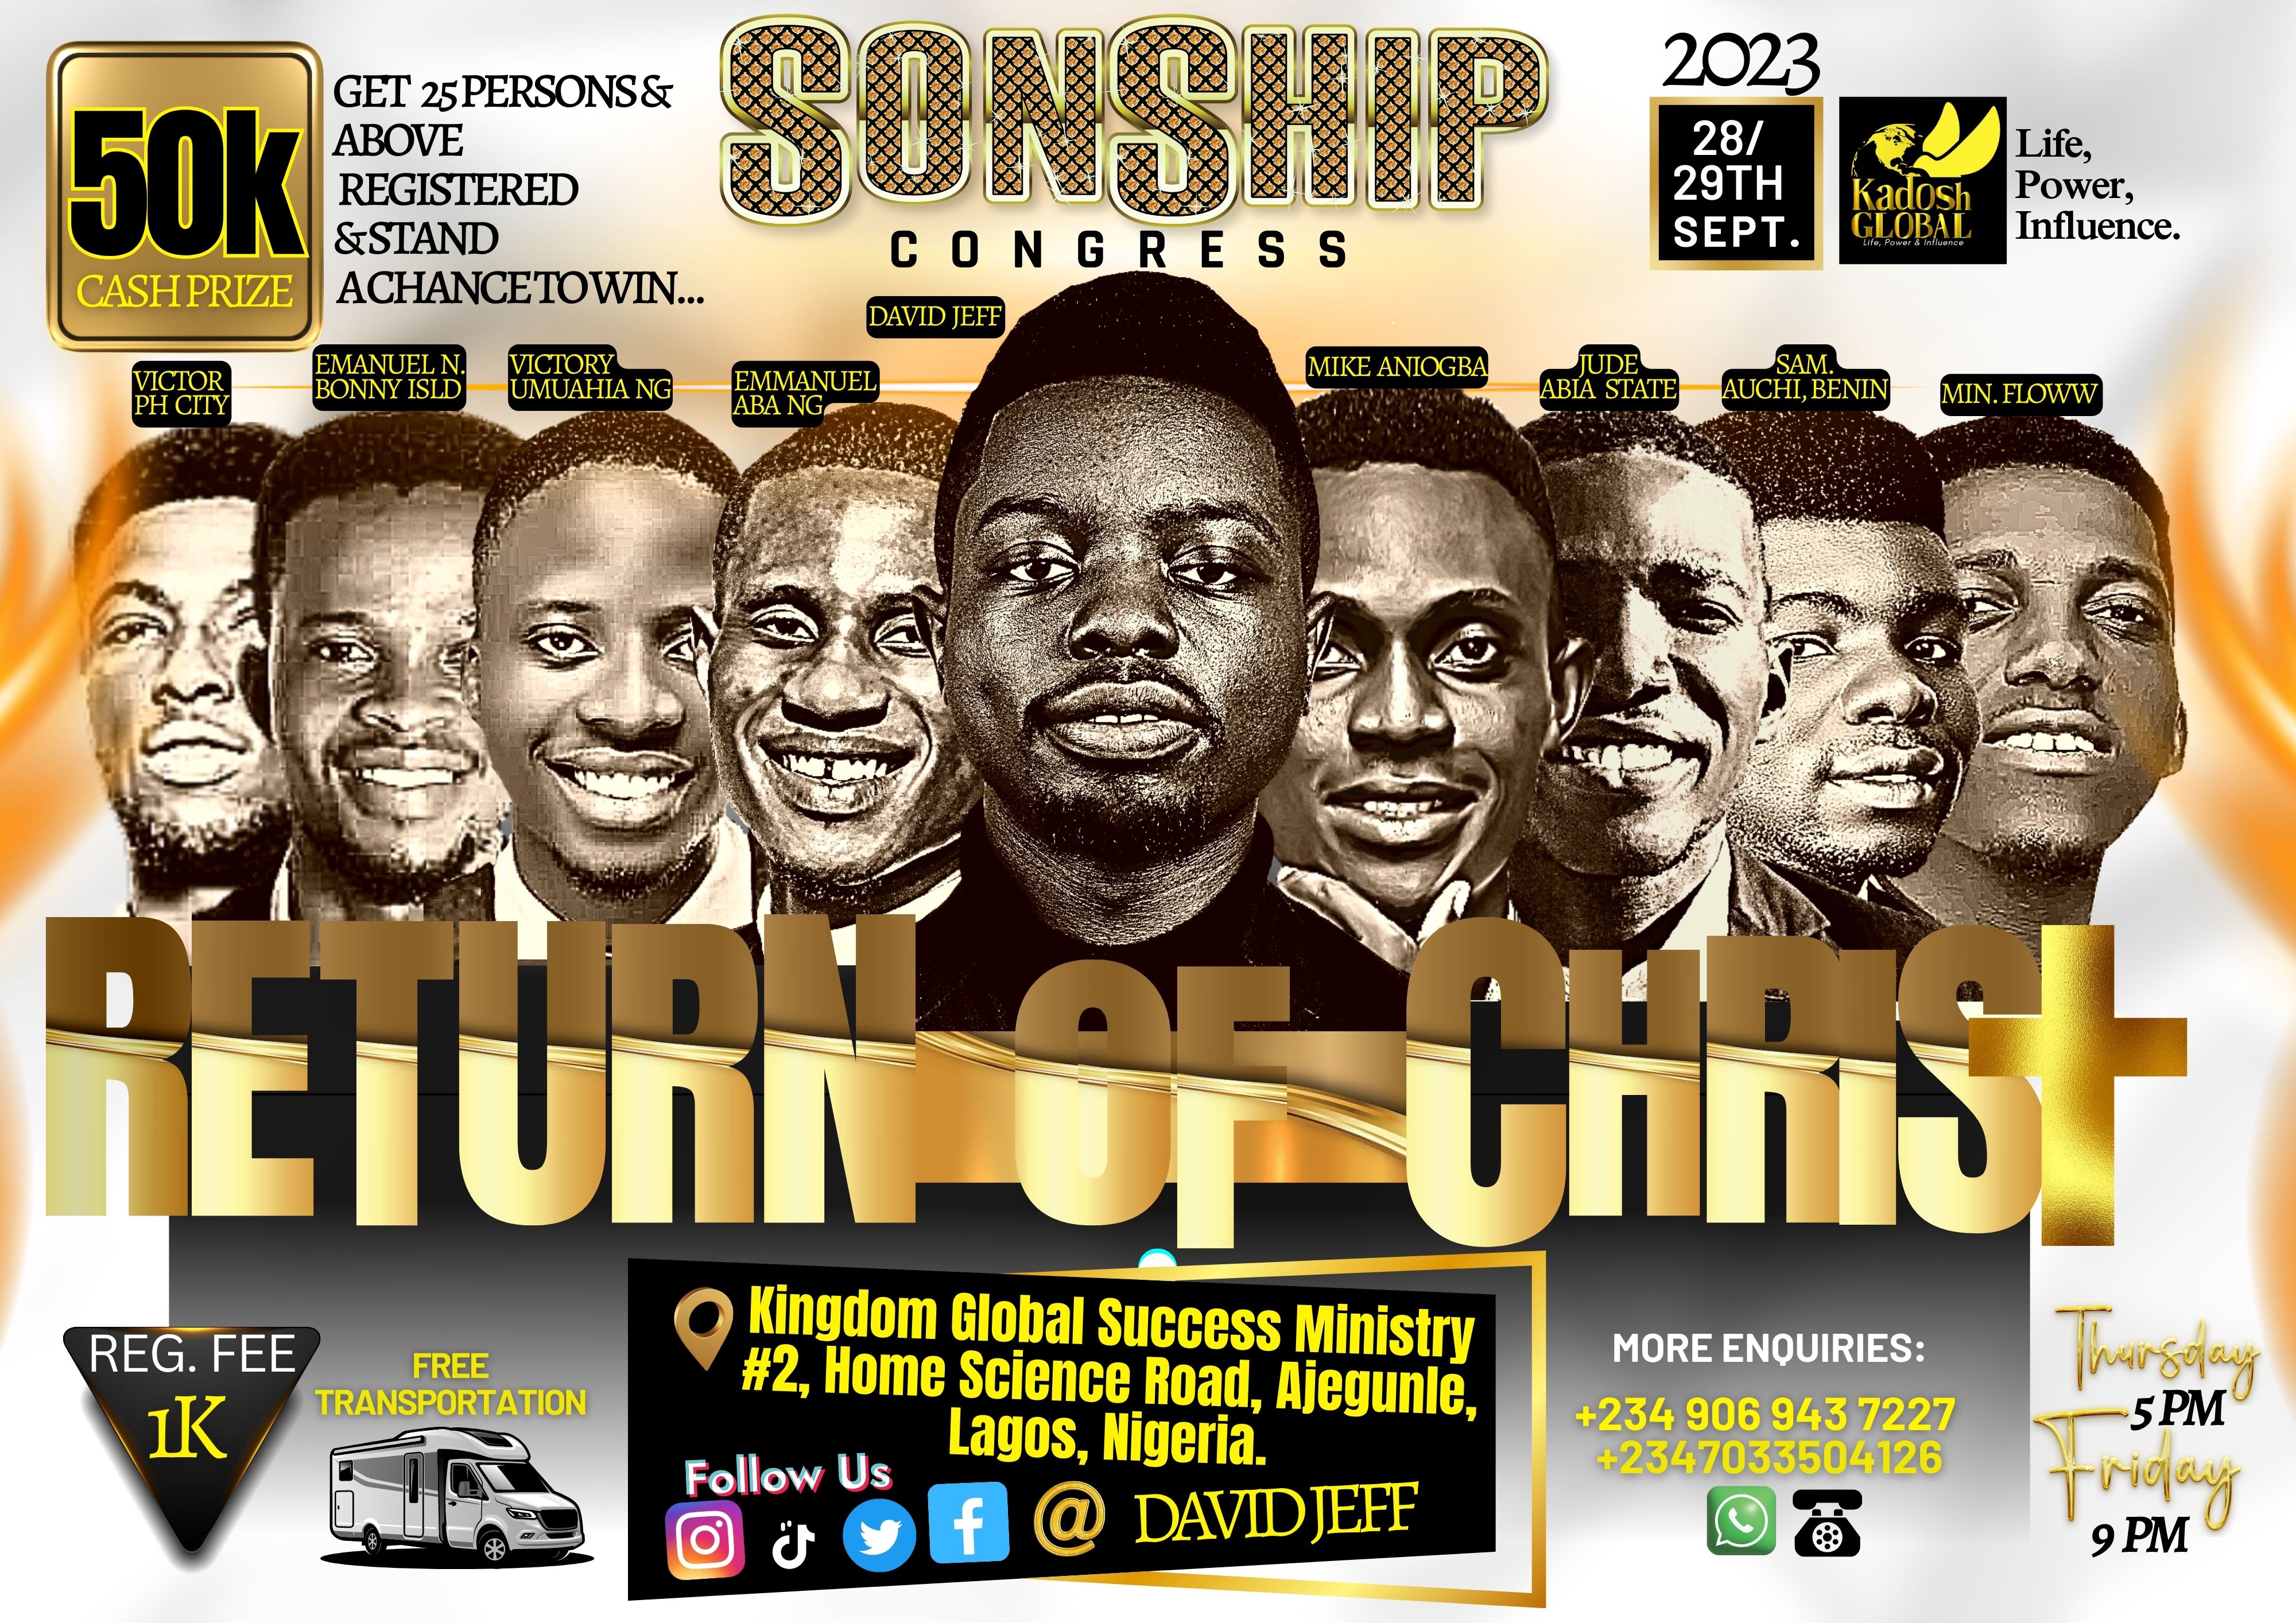 50k
CASH PRIZE
GET 25 PERSONS &
ABOVE
REGISTERED
& STAND
A CHANCE TO WIN...
SONSHIP
CONGRESS
2023
28/
29TH
SEPT.
Kadosh
GLOBAL
Life, Power & Influence
Life,
Power,
Influence.
DAVID JEFF
VICTOR
PH CITY
EMANUEL N.
BONNY ISLD
VICTORY
UMUAHIA NG
EMMANUEL
ABA NG
MIKE ANIOGBA
JUDE
ABIA STATE
SAM.
AUCHI, BENIN
MIN. FLOWW
RETURN OF CHRIST
REG. FEE
1K
FREE
TRANSPORTATION
Kingdom Global Success Ministry
#2, Home Science Road, Ajegunle,
Lagos, Nigeria.
Follow Us
@ DAVID JEFF
MORE ENQUIRIES:
+234 906 943 7227
+2347033504126
Thursday
5 PM
Friday
9 PM